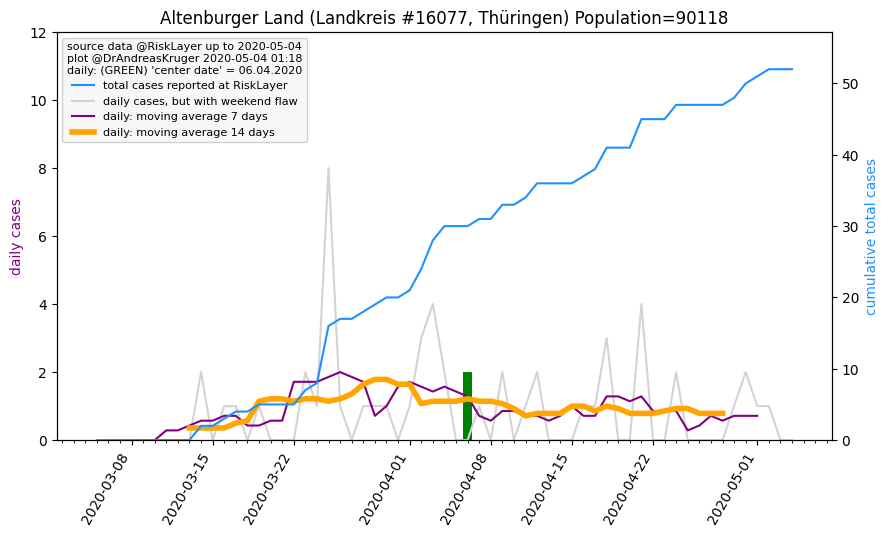 Altenburger Land (Landkreis #16077, Thüringen) Population=90118
source data @RiskLayer up to 2020-05-04
plot @DrAndreasKruger 2020-05-04 01:18
daily: (GREEN) 'center date' = 06.04.2020
total cases reported at RiskLayer
daily cases, but with weekend flaw
daily: moving average 7 days
daily: moving average 14 days
daily cases
12
10
8
6
4
2
0
cumulative total cases
50
40
30
20
10
0
2020-03-08
2020-03-15
2020-03-22
2020-04-01
2020-04-08
2020-04-15
2020-04-22
2020-05-01